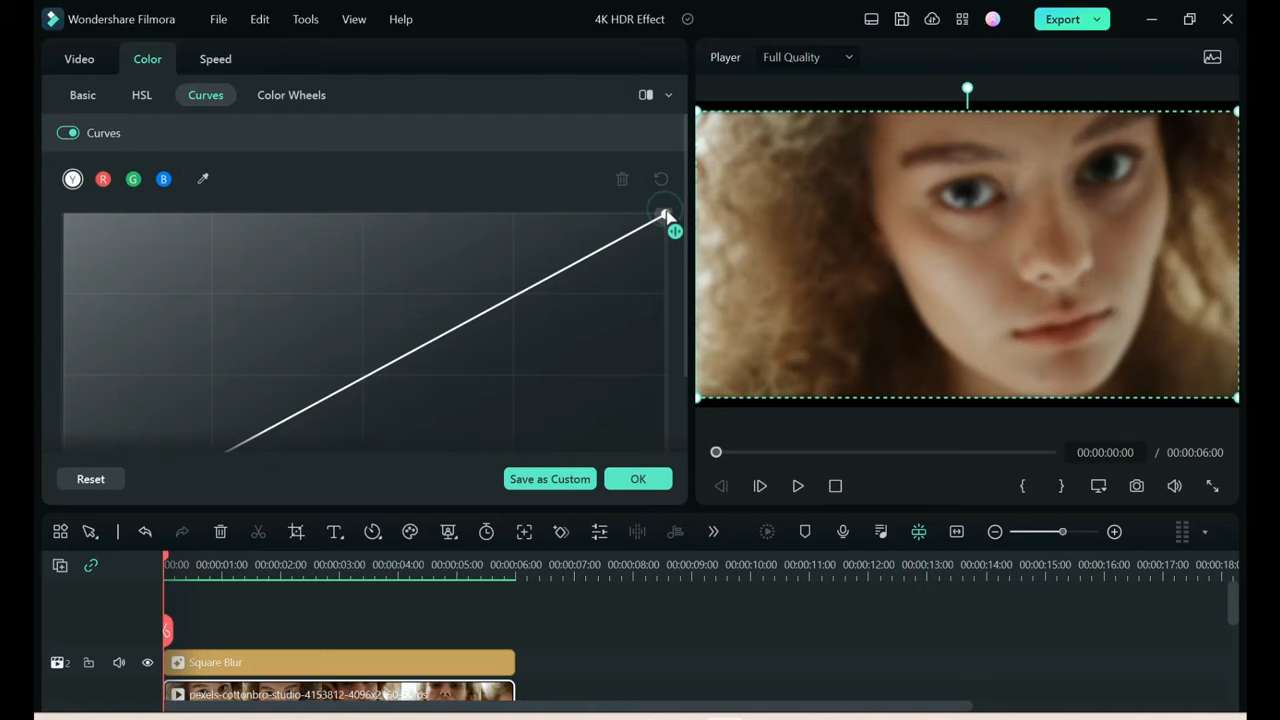 Wondershare Filmora File Edit Tools View Help 4K HDR Effect Export
Video Color Speed
Player Full Quality
Basic HSL Curves Color Wheels
Curves
Y R G B
Reset Save as Custom OK
00:00:00:00 / 00:00:06:00
00:00 00:00:01:00 00:00:02:00 00:00:03:00 00:00:04:00 00:00:05:00 00:00:06:00 00:00:07:00 00:00:08:00 00:00:09:00 00:00:10:00 00:00:11:00 00:00:12:00 00:00:13:00 00:00:14:00 00:00:15:00 00:00:16:00 00:00:17:00 00:00:18:0
2 Square Blur